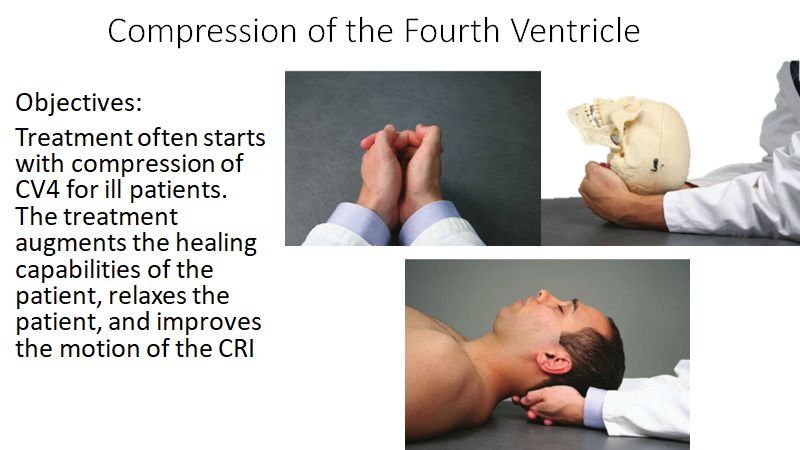 Compression of the Fourth Ventricle
Objectives:
Treatment often starts
with compression of
CV4 for ill patients.
The treatment
augments the healing
capabilities of the
patient, relaxes the
patient, and improves
the motion of the CRI